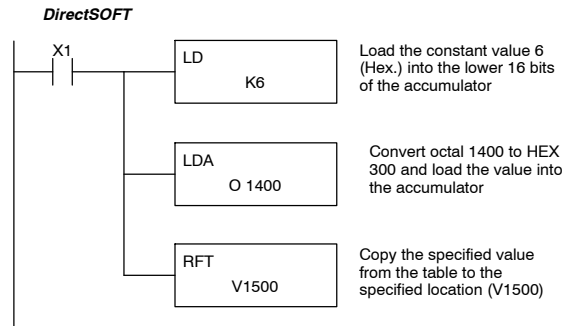 DirectSOFT
X1
LD
K6
Load the constant value 6
(Hex.) into the lower 16 bits
of the accumulator
LDA
O 1400
Convert octal 1400 to HEX
300 and load the value into
the accumulator
RFT
V1500
Copy the specified value
from the table to the
specified location (V1500)